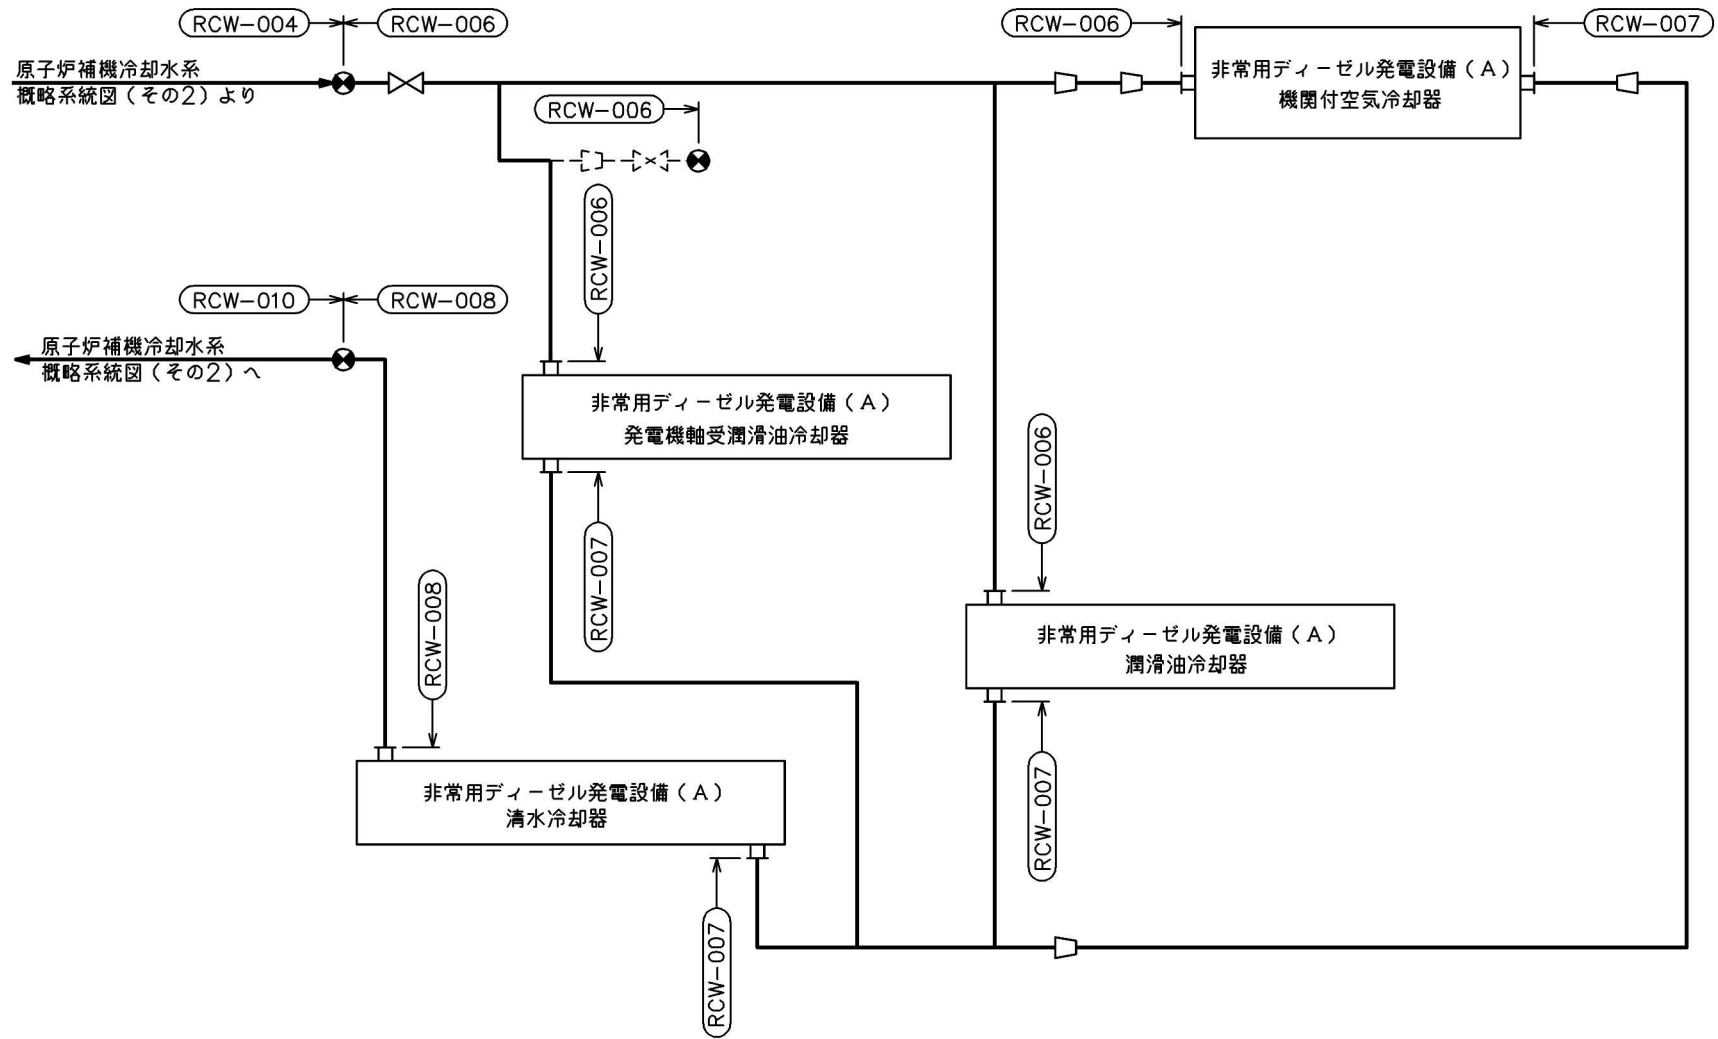 RCW-004
RCW-006
RCW-006
RCW-007
原子炉補機冷却水系
概略系統図(その2)より
非常用ディーゼル発電設備(A)
機関付空気冷却器
RCW-006
RCW-006
RCW-010
RCW-008
原子炉補機冷却水系
概略系統図(その2)へ
非常用ディーゼル発電設備(A)
発電機軸受潤滑油冷却器
RCW-006
RCW-007
RCW-008
非常用ディーゼル発電設備(A)
潤滑油冷却器
RCW-007
非常用ディーゼル発電設備(A)
清水冷却器
RCW-007